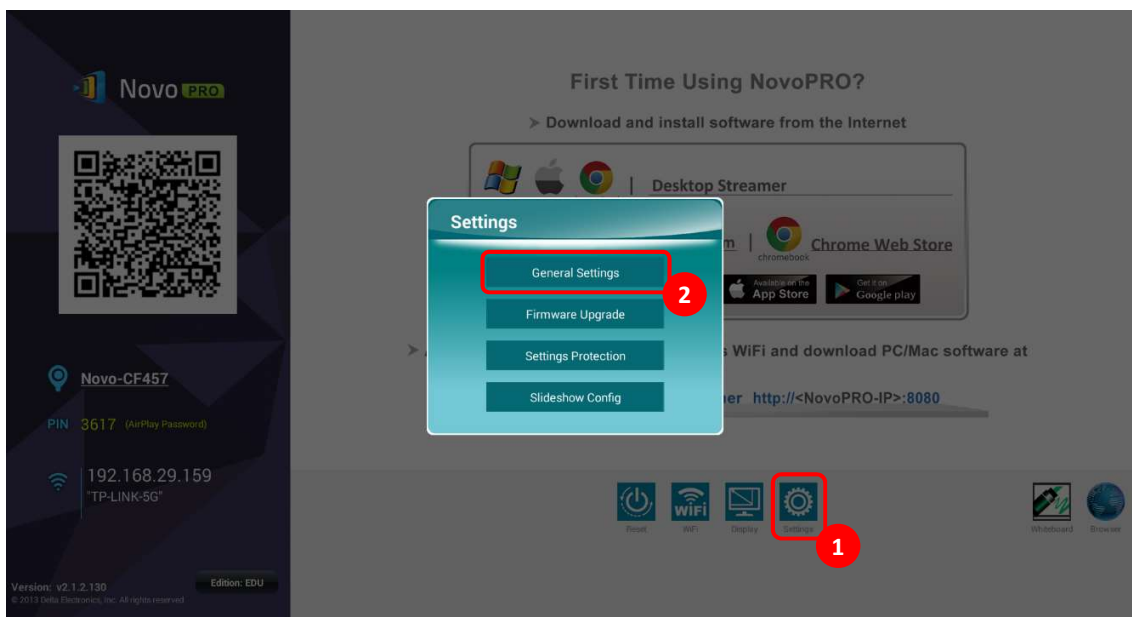 Novo PRO
Novo-CF457
PIN 3617 (AirPlay Password)
192.168.29.159
"TP-LINK-5G"
Version: v2.1.2.130
Edition: EDU
© 2013 Delta Electronics, Inc. All rights reserved
First Time Using NovoPRO?
➤ Download and install software from the Internet
| Desktop Streamer
m | chromebook Chrome Web Store
Available on the App Store
Get it on Google play
WiFi and download PC/Mac software at
http://<NovoPRO-IP>:8080
Settings
General Settings
2
Firmware Upgrade
Settings Protection
Slideshow Config
Reset
WiFi
WiFi
Display
Settings
1
Whiteboard
Browser